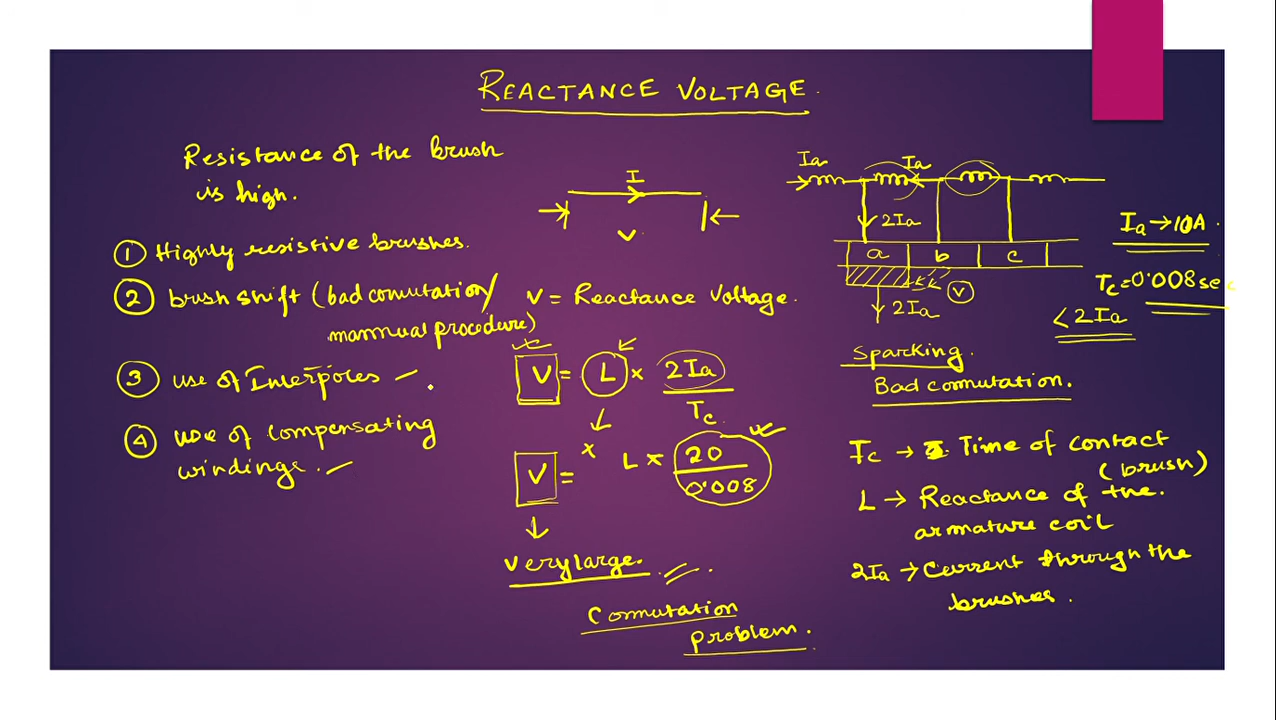 REACTANCE VOLTAGE.
Resistance of the brush
is high.
① Highly resistive brushes.
② brush shift (bad commutation/
manmual procedure)
③ use of Interpoles
④ use of compensating
windings.
I
V
V = Reactance Voltage.
V = L × 2Ia
Tc
V = L × 20
0.008
very large.
Commutation
problem.
Ia Ia
2Ia
a b c
V
2Ia
Ia → 10A.
Tc = 0.008 sec
< 2Ia
Sparking.
Bad commutation.
Tc → Time of contact
(brush)
L → Reactance of the.
armature coil
2Ia → Current through the
brushes.